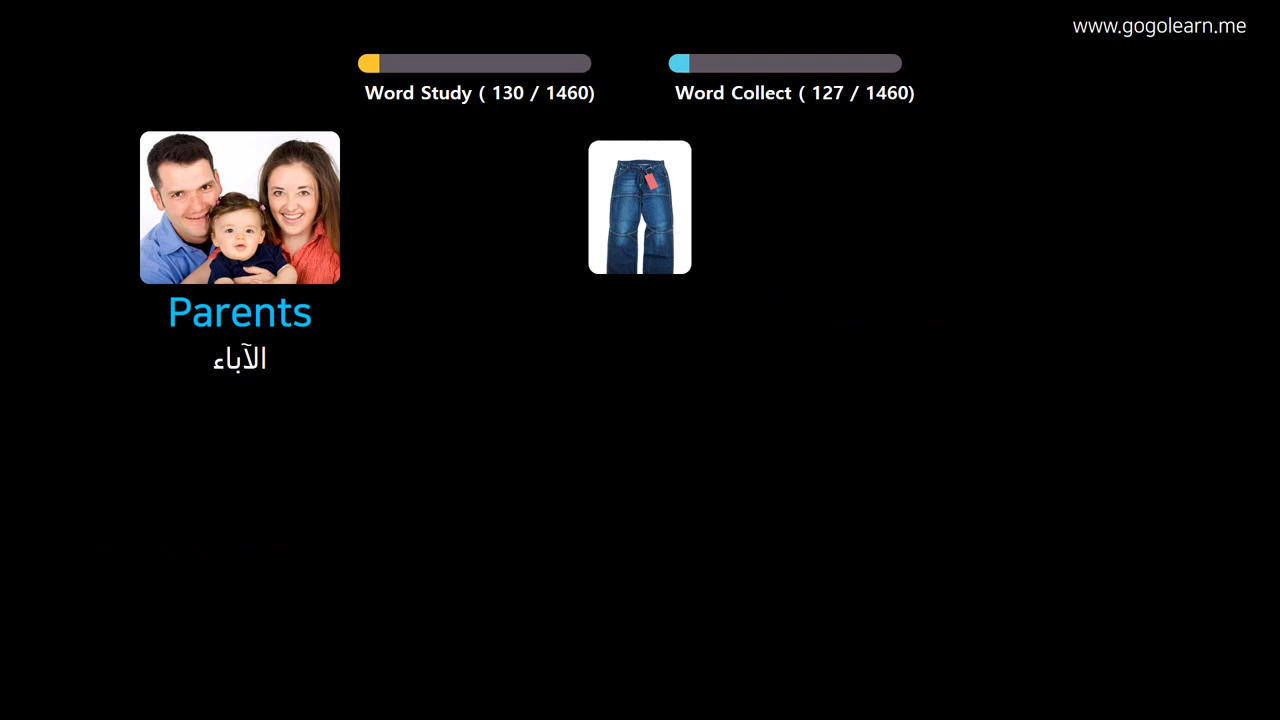 www.gogolearn.me
Word Study ( 130 / 1460)
Word Collect ( 127 / 1460)
Parents
الآباء